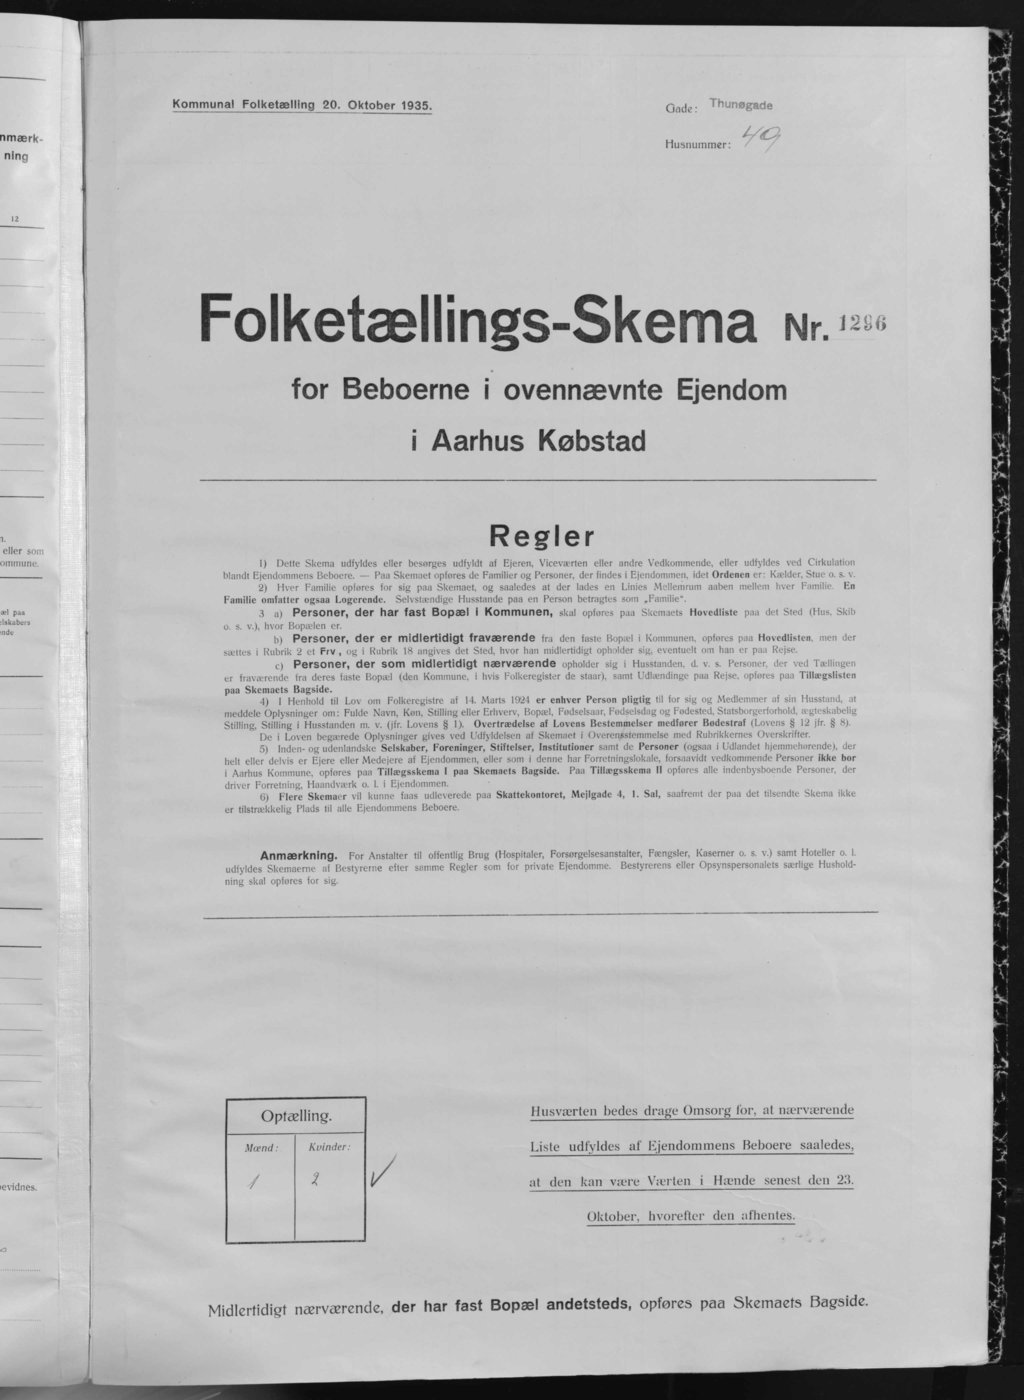 Kommunal Folketælling 20. Oktober 1935.
Gade: Thunøgade
Husnummer: 49
nmærk-
ning
12
Folketællings-Skema Nr. 1296
for Beboerne i ovennævnte Ejendom
i Aarhus Købstad
Regler
1) Dette Skema udfyldes eller besørges udfyldt af Ejeren, Viceværten eller andre Vedkommende, eller udfyldes ved Cirkulation
blandt Ejendommens Beboere. — Paa Skemaet opføres de Familier og Personer, der findes i Ejendommen, idet Ordenen er: Kælder, Stue o. s. v.
2) Hver Familie opføres for sig paa Skemaet, og saaledes at der lades en Linies Mellemrum aaben mellem hver Familie. En
Familie omfatter ogsaa Logerende. Selvstændige Husstande paa en Person betragtes som „Familie".
3 a) Personer, der har fast Bopæl i Kommunen, skal opføres paa Skemaets Hovedliste paa det Sted (Hus, Skib
o. s. v.), hvor Bopælen er.
b) Personer, der er midlertidigt fraværende fra den faste Bopæl i Kommunen, opføres paa Hovedlisten, men der
sættes i Rubrik 2 et Frv., og i Rubrik 18 angives det Sted, hvor han midlertidigt opholder sig, eventuelt om han er paa Rejse.
c) Personer, der som midlertidigt nærværende opholder sig i Husstanden, d. v. s. Personer, der ved Tællingen
er fraværende fra deres faste Bopæl (den Kommune, i hvis Folkeregister de staar), samt Udlændinge paa Rejse, opføres paa Tillægslisten
paa Skemaets Bagside.
4) I Henhold til Lov om Folkeregistre af 14. Marts 1924 er enhver Person pligtig til for sig og Medlemmer af sin Husstand, at
meddele Oplysninger om: Fulde Navn, Køn, Stilling eller Erhverv, Bopæl, Fødselsaar, Fødselsdag og Fødested, Statsborgerforhold, ægteskabelig
Stilling, Stilling i Husstanden m. v. (jfr. Lovens § 1). Overtrædelse af Lovens Bestemmelser medfører Bødestraf (Lovens § 12 jfr. § 8).
De i Loven begærede Oplysninger gives ved Udfyldelsen af Skemaet i Overensstemmelse med Rubrikkernes Overskrifter.
5) Inden- og udenlandske Selskaber, Foreninger, Stiftelser, Institutioner samt de Personer (ogsaa i Udlandet hjemmehørende), der
helt eller delvis er Ejere eller Medejere af Ejendommen, eller som i denne har Forretningslokale, forsaavidt vedkommende Personer ikke bor
i Aarhus Kommune, opføres paa Tillægsskema I paa Skemaets Bagside. Paa Tillægsskema II opføres alle indenbysboende Personer, der
driver Forretning, Haandværk o. l. i Ejendommen.
6) Flere Skemaer vil kunne faas udleverede paa Skattekontoret, Mejlgade 4, 1. Sal, saafremt der paa det tilsendte Skema ikke
er tilstrækkelig Plads til alle Ejendommens Beboere.
Anmærkning. For Anstalter til offentlig Brug (Hospitaler, Forsørgelsesanstalter, Fængsler, Kaserner o. s. v.) samt Hoteller o. l.
udfyldes Skemaerne af Bestyrerne efter samme Regler som for private Ejendomme. Bestyrerens eller Opsynspersonalets særlige Hushold-
ning skal opføres for sig.
eller som
ommune.
æl paa
elskabers
ende
evidnes.
Optælling.
Mænd: Kvinder:
1 2
Husværten bedes drage Omsorg for, at nærværende
Liste udfyldes af Ejendommens Beboere saaledes,
at den kan være Værten i Hænde senest den 23.
Oktober, hvorefter den afhentes.
Midlertidigt nærværende, der har fast Bopæl andetsteds, opføres paa Skemaets Bagside.